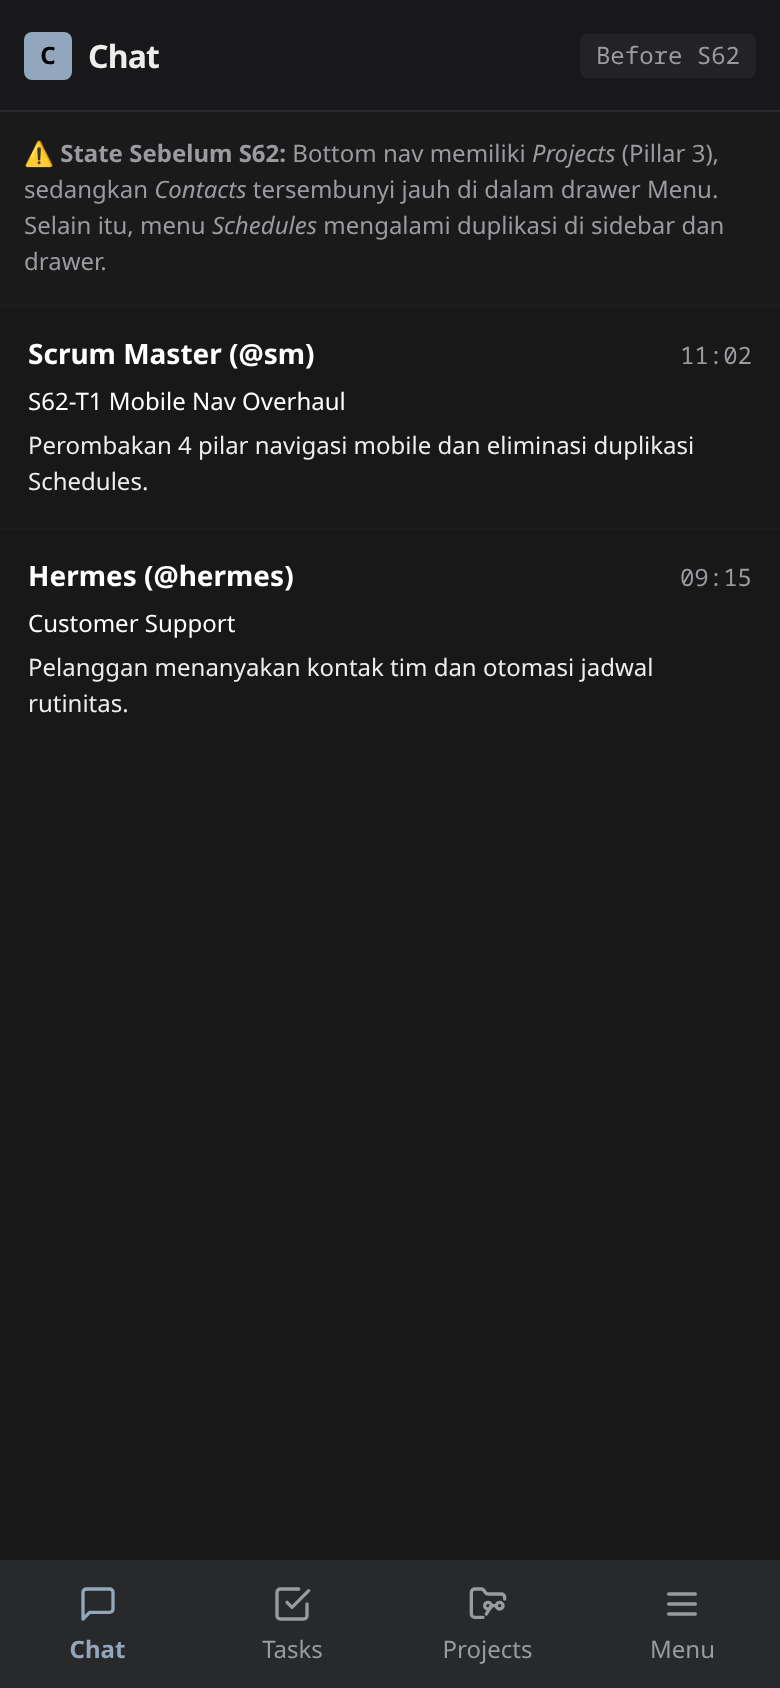 C Chat Before S62
⚠️ State Sebelum S62: Bottom nav memiliki Projects (Pillar 3),
sedangkan Contacts tersembunyi jauh di dalam drawer Menu.
Selain itu, menu Schedules mengalami duplikasi di sidebar dan
drawer.
Scrum Master (@sm) 11:02
S62-T1 Mobile Nav Overhaul
Perombakan 4 pilar navigasi mobile dan eliminasi duplikasi
Schedules.
Hermes (@hermes) 09:15
Customer Support
Pelanggan menanyakan kontak tim dan otomasi jadwal
rutinitas.
Chat Tasks Projects Menu